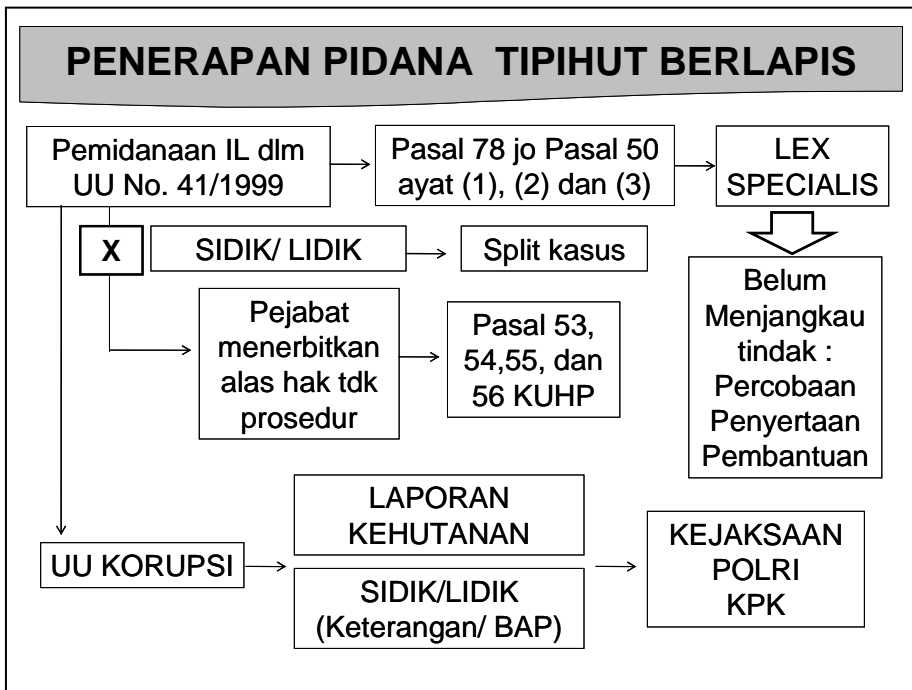 PENERAPAN PIDANA TIPIHUT BERLAPIS
Pemidanaan IL dlm
UU No. 41/1999
Pasal 78 jo Pasal 50
ayat (1), (2) dan (3)
LEX
SPECIALIS
X
SIDIK/ LIDIK
Split kasus
Belum
Menjangkau
tindak :
Percobaan
Penyertaan
Pembantuan
Pejabat
menerbitkan
alas hak tdk
prosedur
Pasal 53,
54,55, dan
56 KUHP
UU KORUPSI
LAPORAN
KEHUTANAN
SIDIK/LIDIK
(Keterangan/ BAP)
KEJAKSAAN
POLRI
KPK